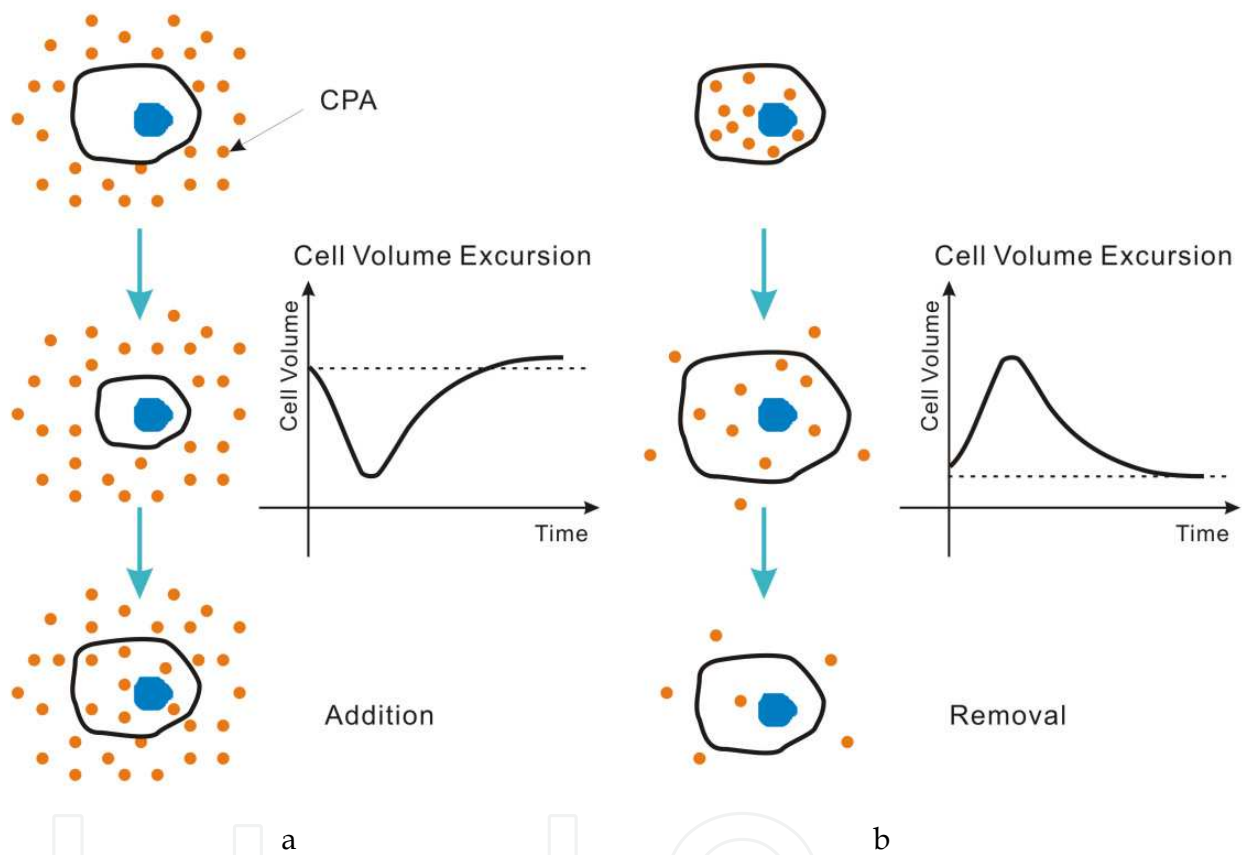 CPA
Cell Volume Excursion
Cell Volume
Time
Addition
a
Cell Volume Excursion
Cell Volume
Time
Removal
b